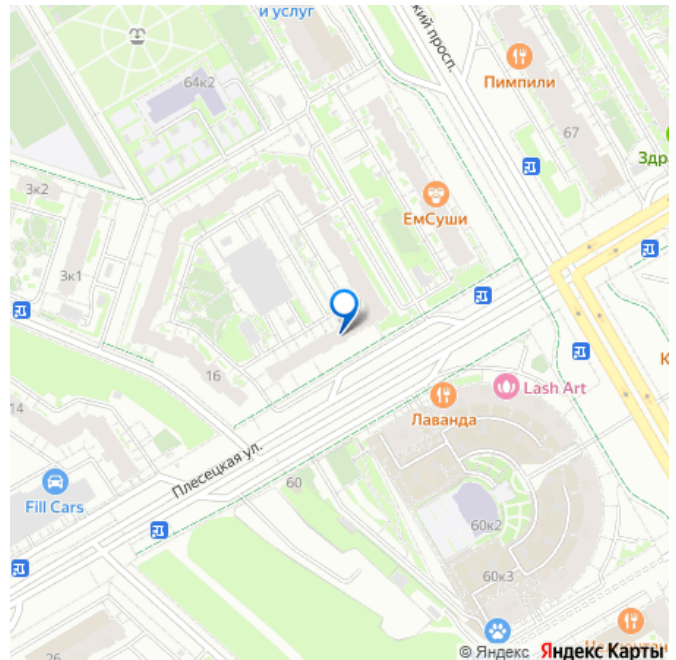 и услуг
кий просп.
Пимпили
64к2
67
Здра
3к2
ЕмСуши
3к1
16
14
Lash Art
Лаванда
Плесецкая ул.
60
Fill Cars
60к2
60к3
26
© Яндекс Яндекс Карты